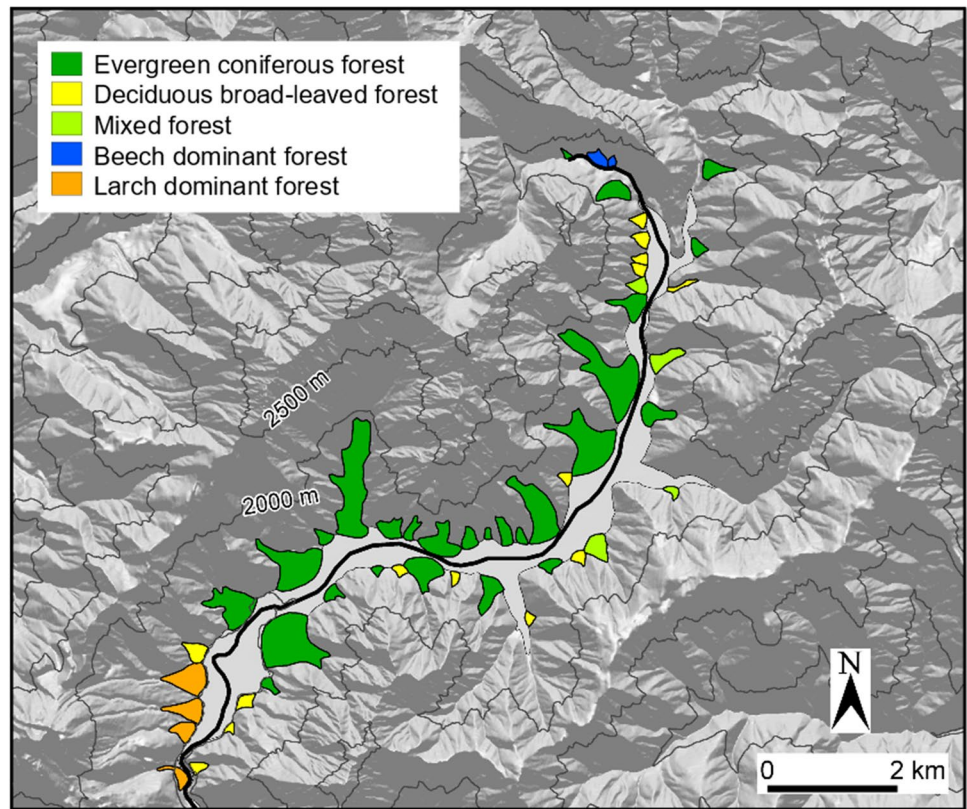 Evergreen coniferous forest
Deciduous broad-leaved forest
Mixed forest
Beech dominant forest
Larch dominant forest
2500 m
2000 m
N
0 2 km